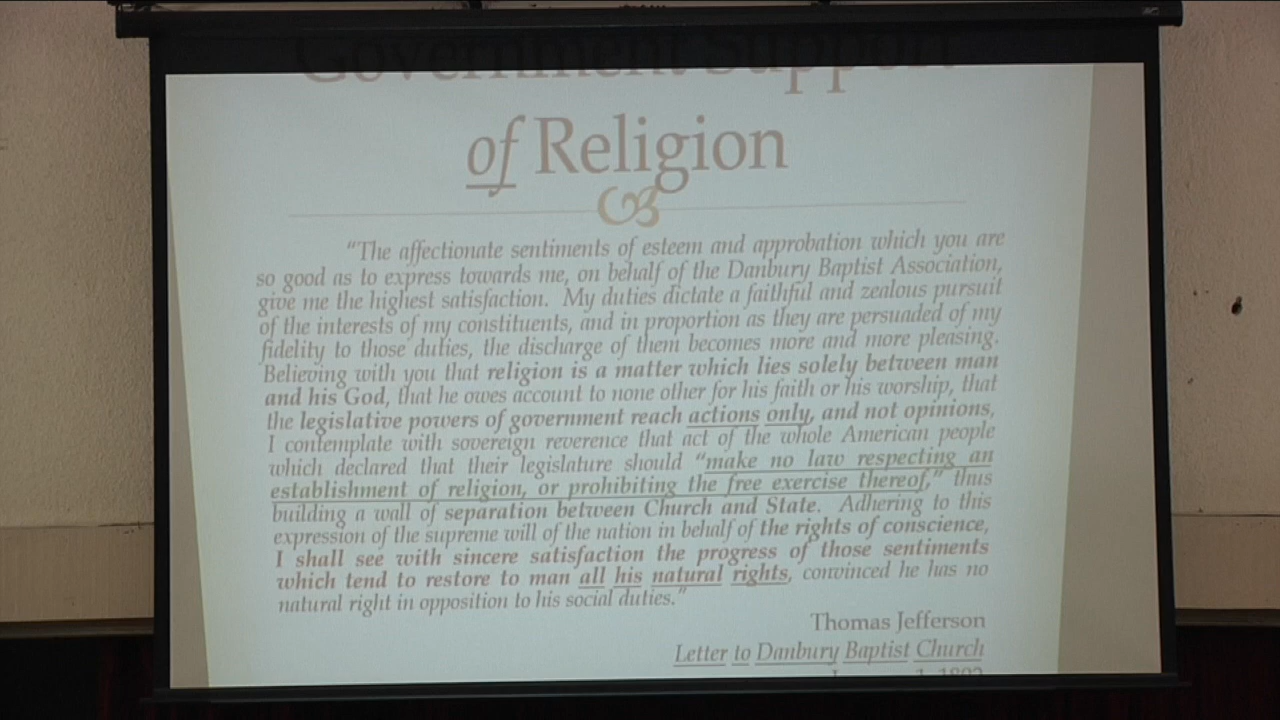 Government Support
of Religion
“The affectionate sentiments of esteem and approbation which you are
so good as to express towards me, on behalf of the Danbury Baptist Association,
give me the highest satisfaction. My duties dictate a faithful and zealous pursuit
of the interests of my constituents, and in proportion as they are persuaded of my
fidelity to those duties, the discharge of them becomes more and more pleasing.
Believing with you that religion is a matter which lies solely between man
and his God, that he owes account to none other for his faith or his worship, that
the legislative powers of government reach actions only, and not opinions,
I contemplate with sovereign reverence that act of the whole American people
which declared that their legislature should “make no law respecting an
establishment of religion, or prohibiting the free exercise thereof,” thus
building a wall of separation between Church and State. Adhering to this
expression of the supreme will of the nation in behalf of the rights of conscience,
I shall see with sincere satisfaction the progress of those sentiments
which tend to restore to man all his natural rights, convinced he has no
natural right in opposition to his social duties.”
Thomas Jefferson
Letter to Danbury Baptist Church
1, 1802